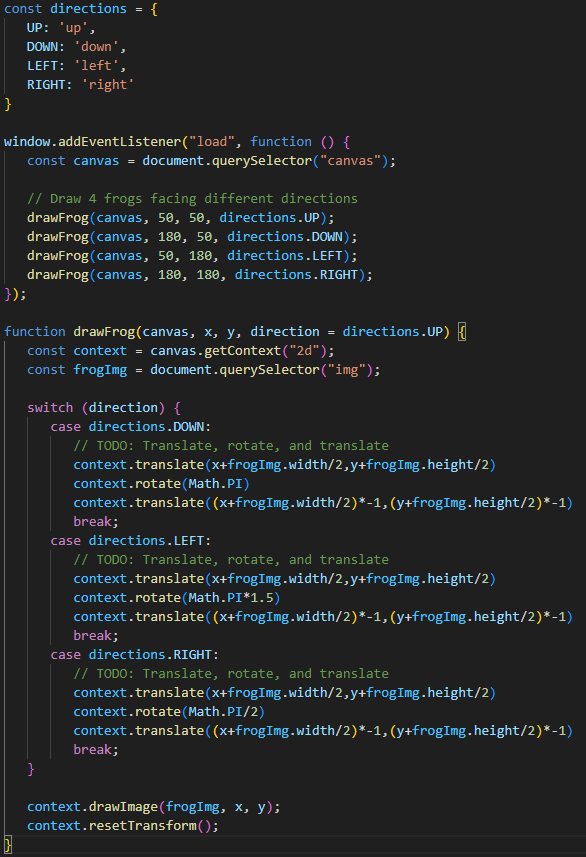 const directions = {
   UP: 'up',
   DOWN: 'down',
   LEFT: 'left',
   RIGHT: 'right'
}

window.addEventListener("load", function () {
   const canvas = document.querySelector("canvas");

   // Draw 4 frogs facing different directions
   drawFrog(canvas, 50, 50, directions.UP);
   drawFrog(canvas, 180, 50, directions.DOWN);
   drawFrog(canvas, 50, 180, directions.LEFT);
   drawFrog(canvas, 180, 180, directions.RIGHT);
});

function drawFrog(canvas, x, y, direction = directions.UP) {
   const context = canvas.getContext("2d");
   const frogImg = document.querySelector("img");

   switch (direction) {
      case directions.DOWN:
         // TODO: Translate, rotate, and translate
         context.translate(x+frogImg.width/2,y+frogImg.height/2)
         context.rotate(Math.PI)
         context.translate((x+frogImg.width/2)*-1,(y+frogImg.height/2)*-1)
         break;
      case directions.LEFT:
         // TODO: Translate, rotate, and translate
         context.translate(x+frogImg.width/2,y+frogImg.height/2)
         context.rotate(Math.PI*1.5)
         context.translate((x+frogImg.width/2)*-1,(y+frogImg.height/2)*-1)
         break;
      case directions.RIGHT:
         // TODO: Translate, rotate, and translate
         context.translate(x+frogImg.width/2,y+frogImg.height/2)
         context.rotate(Math.PI/2)
         context.translate((x+frogImg.width/2)*-1,(y+frogImg.height/2)*-1)
         break;
   }

   context.drawImage(frogImg, x, y);
   context.resetTransform();
}